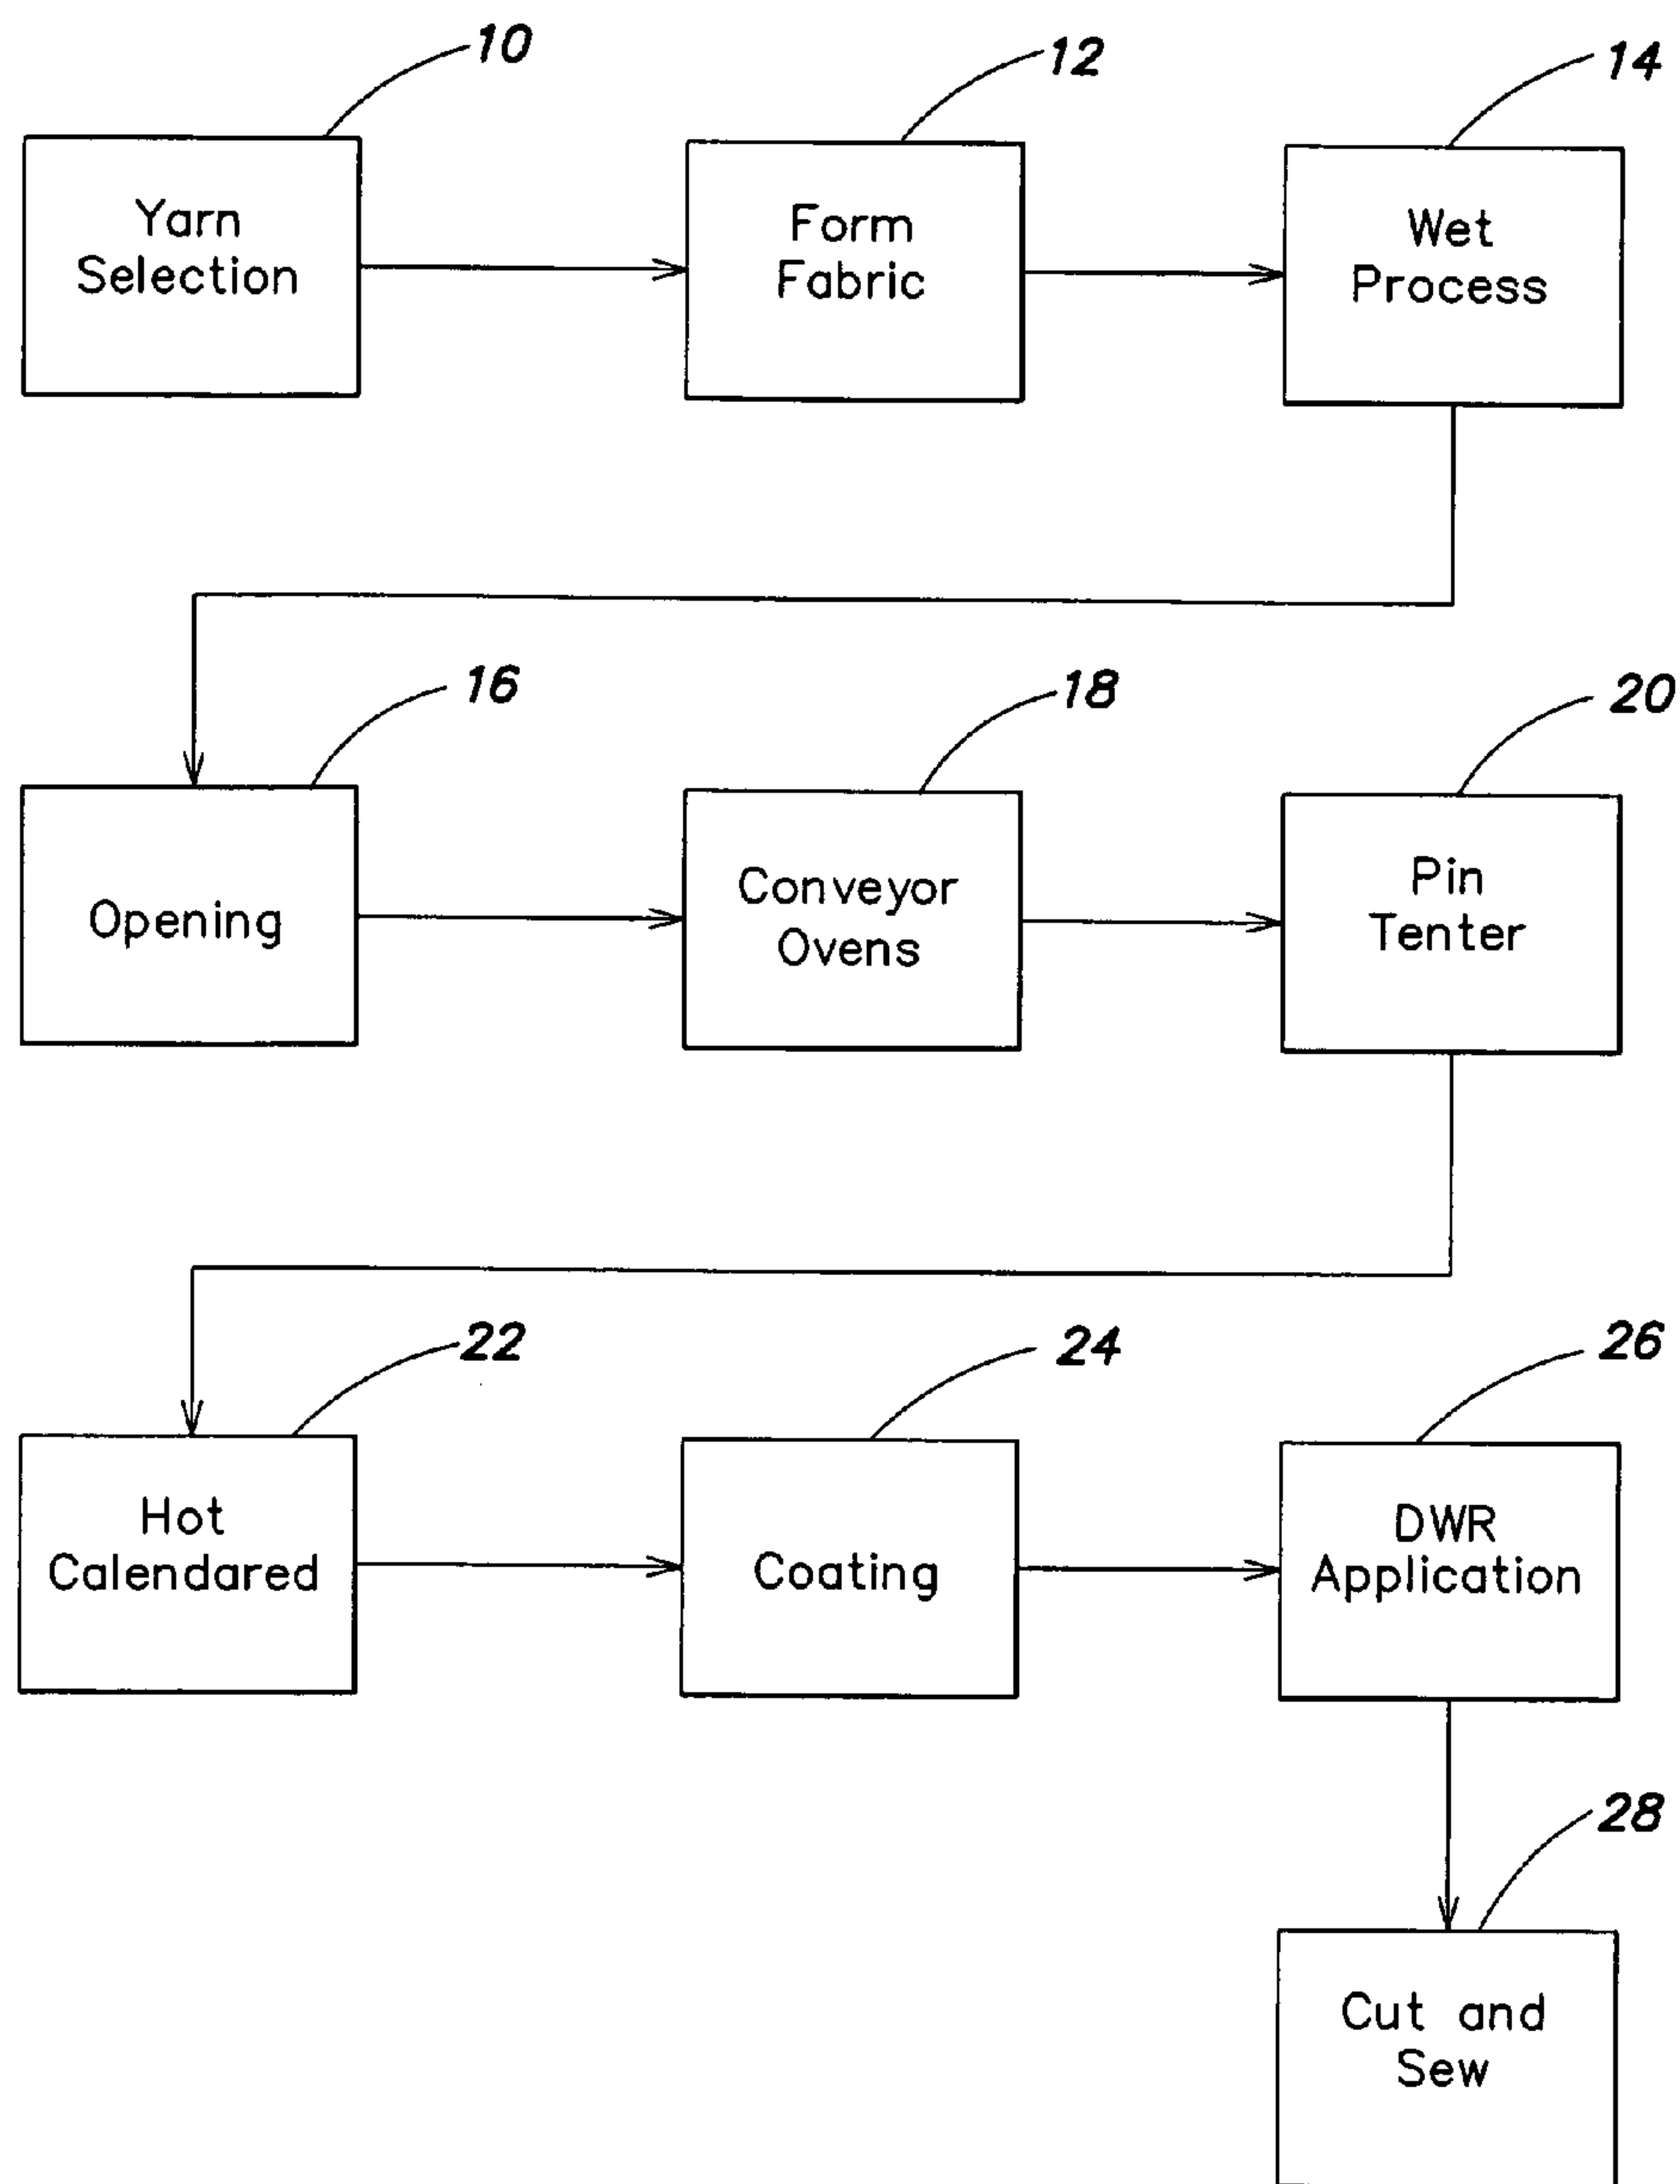 10
12
14
Yarn
Selection
Form
Fabric
Wet
Process
16
18
20
Opening
Conveyor
Ovens
Pin
Tenter
22
24
26
Hot
Calendared
Coating
DWR
Application
28
Cut and
Sew